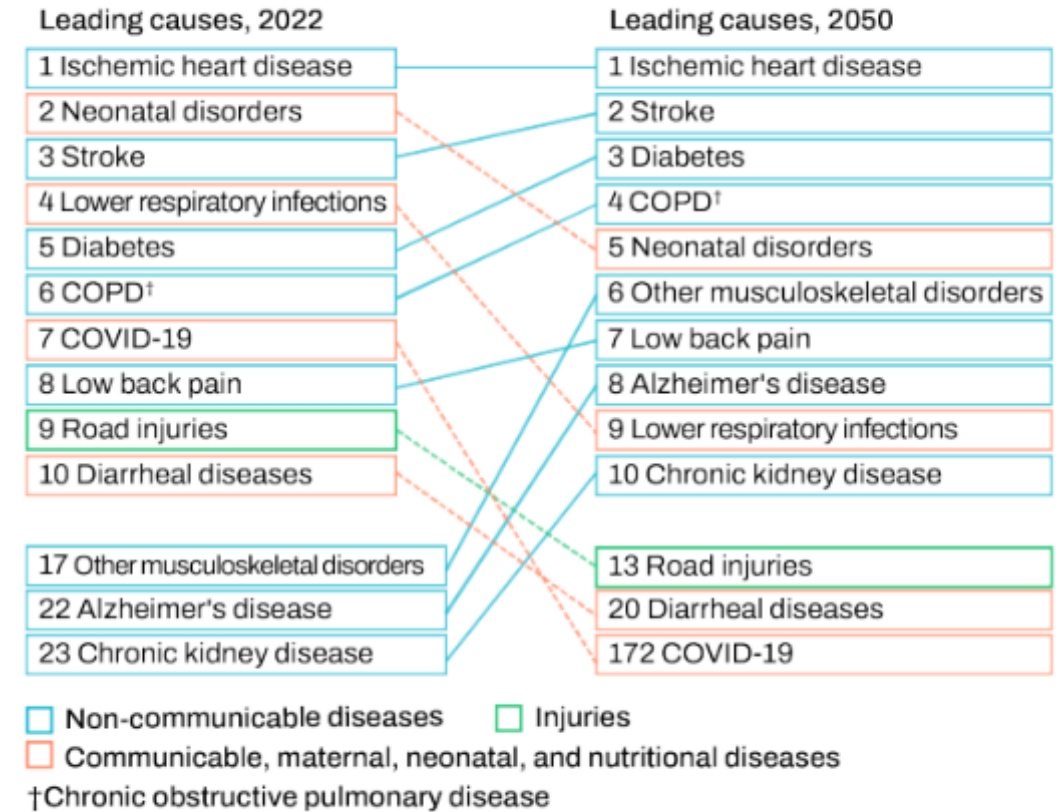 Leading causes, 2022
1 Ischemic heart disease
2 Neonatal disorders
3 Stroke
4 Lower respiratory infections
5 Diabetes
6 COPD†
7 COVID-19
8 Low back pain
9 Road injuries
10 Diarrheal diseases
17 Other musculoskeletal disorders
22 Alzheimer's disease
23 Chronic kidney disease
Leading causes, 2050
1 Ischemic heart disease
2 Stroke
3 Diabetes
4 COPD†
5 Neonatal disorders
6 Other musculoskeletal disorders
7 Low back pain
8 Alzheimer's disease
9 Lower respiratory infections
10 Chronic kidney disease
13 Road injuries
20 Diarrheal diseases
172 COVID-19
Non-communicable diseases
Injuries
Communicable, maternal, neonatal, and nutritional diseases
†Chronic obstructive pulmonary disease